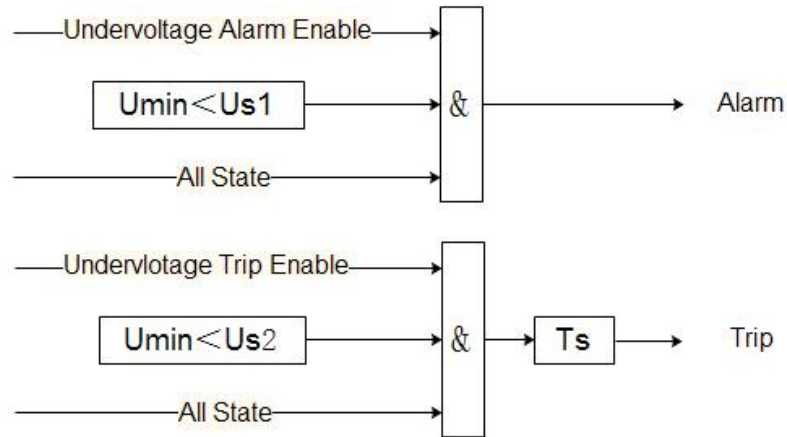 Undervoltage Alarm Enable
Umin＜Us1
&
Alarm
All State
Undervlotage Trip Enable
Umin＜Us2
&
Ts
Trip
All State